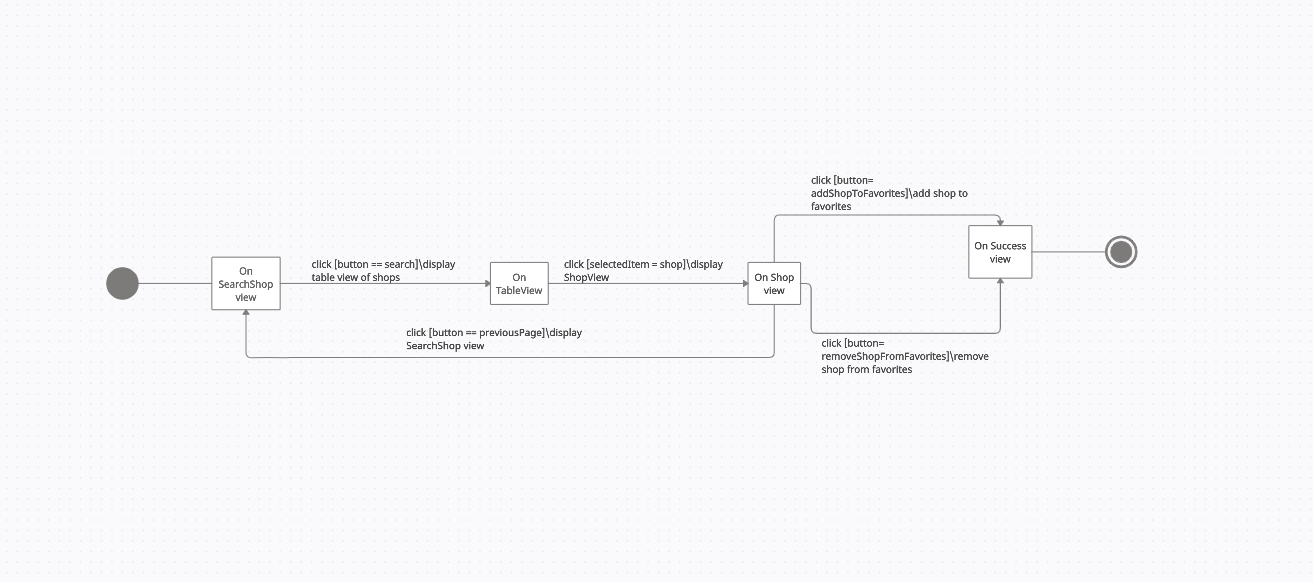 On
SearchShop
view
click [button == search]\display
table view of shops
On
TableView
click [selectedItem = shop]\display
ShopView
On Shop
view
click [button == previousPage]\display
SearchShop view
click [button=
addShopToFavorites]\add shop to
favorites
On Success
view
click [button=
removeShopFromFavorites]\remove
shop from favorites